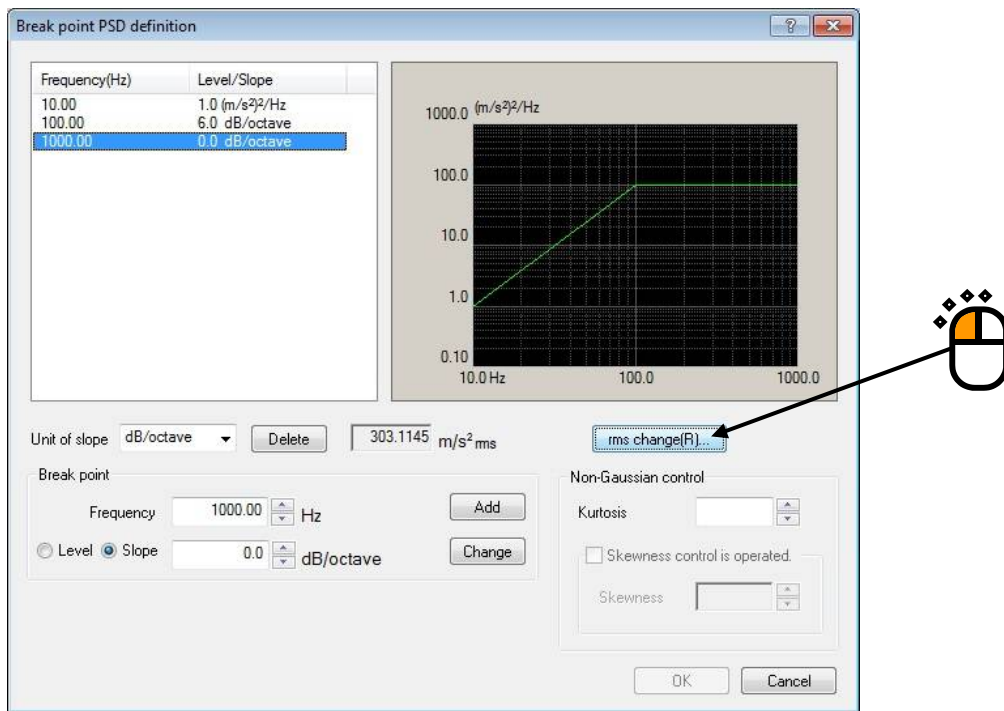 Break point PSD definition
Frequency(Hz) Level/Slope
10.00 1.0 (m/s²)²/Hz
100.00 6.0 dB/octave
1000.00 0.0 dB/octave
1000.0 (m/s²)²/Hz
100.0
10.0
1.0
0.10
10.0 Hz 100.0 1000.0
Unit of slope dB/octave Delete 303.1145 m/s² rms rms change(R)...
Break point
Frequency 1000.00 Hz Add
Level Slope 0.0 dB/octave Change
Non-Gaussian control
Kurtosis
Skewness control is operated.
Skewness
OK Cancel